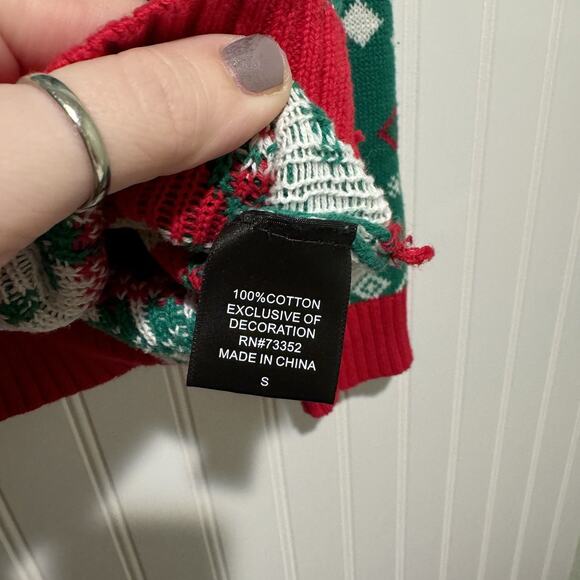 100%COTTON
EXCLUSIVE OF
DECORATION
RN#73352
MADE IN CHINA
S